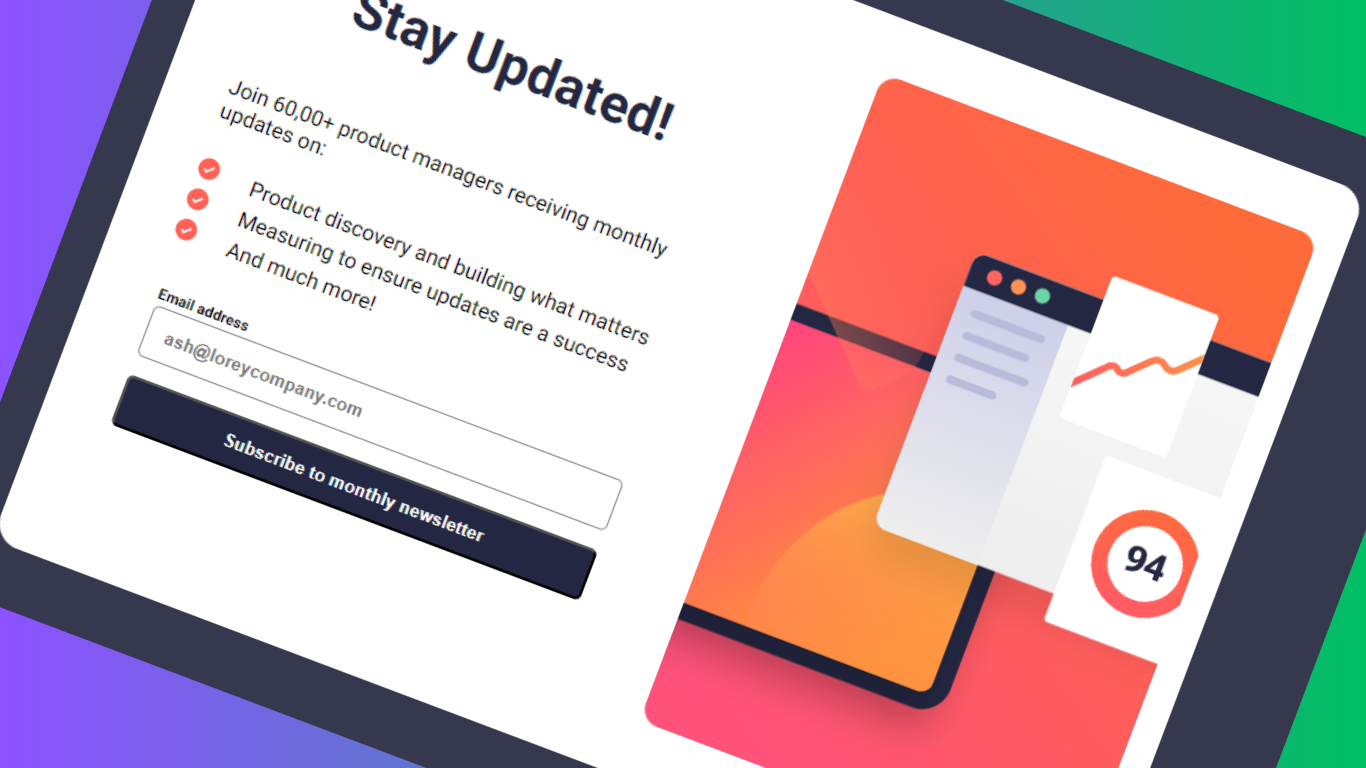 Stay Updated!
Join 60,00+ product managers receiving monthly
updates on:
Product discovery and building what matters
Measuring to ensure updates are a success
And much more!
Email address
ash@loreycompany.com
Subscribe to monthly newsletter
94